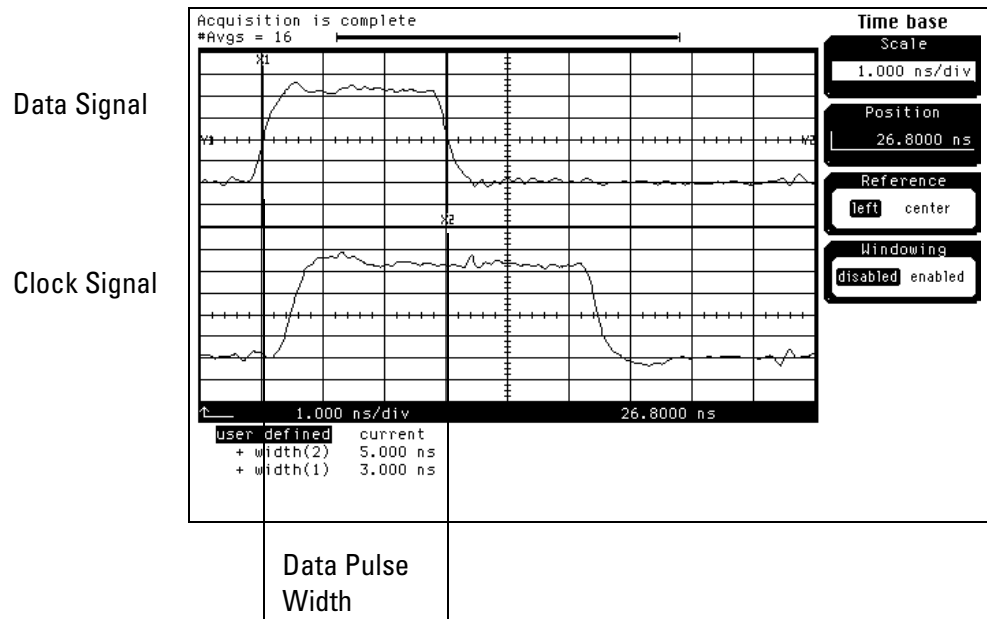 Acquisition is complete
#Avgs = 16
Time base
Scale
1.000 ns/div
Position
26.8000 ns
Reference
left center
Windowing
disabled enabled
Data Signal
X1
Y1
Y2
X2
Clock Signal
1.000 ns/div 26.8000 ns
user defined current
+ width(2) 5.000 ns
+ width(1) 3.000 ns
Data Pulse
Width